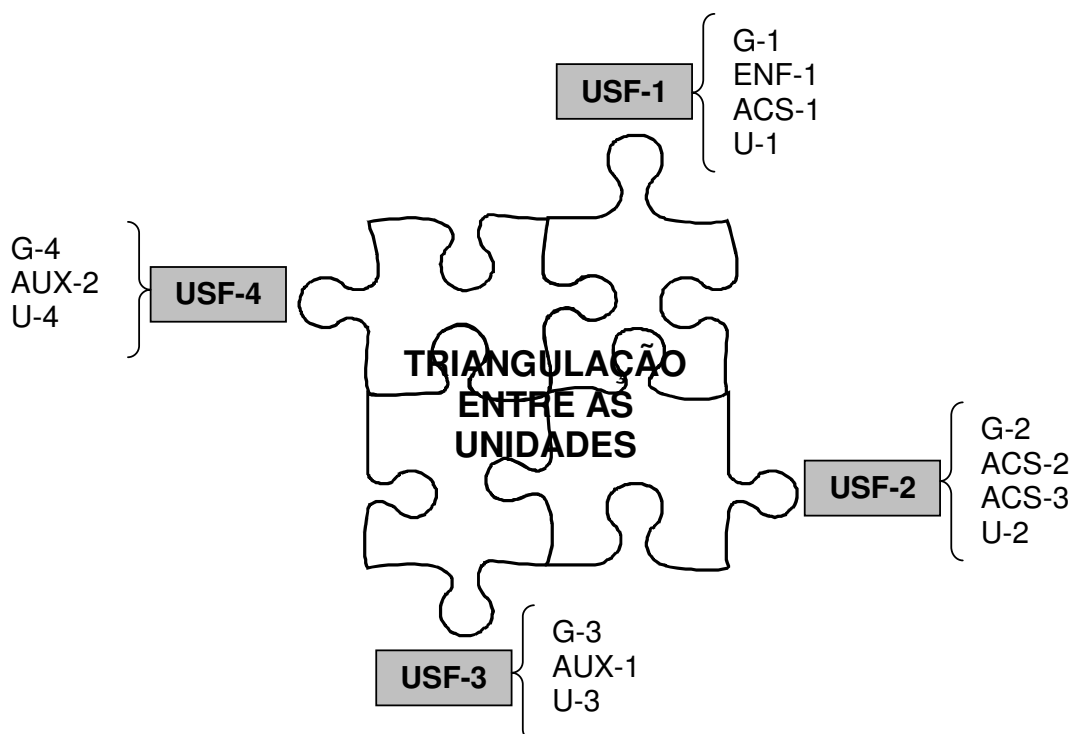 USF-1
G-1
ENF-1
ACS-1
U-1
G-4
AUX-2
U-4
USF-4
TRIANGULAÇÃO
ENTRE AS
UNIDADES
USF-2
G-2
ACS-2
ACS-3
U-2
USF-3
G-3
AUX-1
U-3